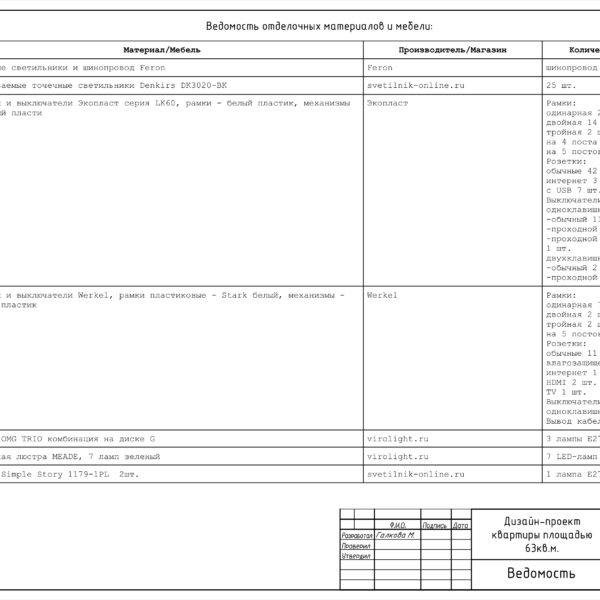 Ведомость отделочных материалов и мебели:
Материал/Мебель Производитель/Магазин Количе
ые светильники и шинопровод Feron Feron шинопровод
ваемые точечные светильники Denkirs DK3020-BK svetilnik-online.ru 25 шт.
и и выключатели Экопласт серия LK60, рамки - белый пластик, механизмы Экопласт Рамки:
ый пласти одинарная 2
двойная 14
тройная 2 ш
на 4 поста
на 5 постов
Розетки:
обычные 42
интернет 3
с USB 7 шт.
Выключатели
одноклавишн
-обычный 11
-проходной
-проходной
1 шт.
двухклавишн
-обычный 2
-проходной
и и выключатели Werkel, рамки пластиковые - Stark белый, механизмы - Werkel Рамки:
пластик одинарная
двойная 2 ш
тройная 2 ш
на 5 постов
Розетки:
обычные 11
влагозащище
интернет 1
HDMI 2 шт.
TV 1 шт.
Выключатели
одноклавишн
Вывод кабел
OMG TRIO комбинация на диске G virolight.ru 3 лампы E27
ая люстра MEADE, 7 ламп зеленый virolight.ru 7 LED-ламп
Simple Story 1179-1PL 2шт. svetilnik-online.ru 1 лампа E27
Ф.И.О. Подпись Дата
Разработал Галкова М.
Проверил
Утвердил
Дизайн-проект
квартиры площадью
63кв.м.
Ведомость